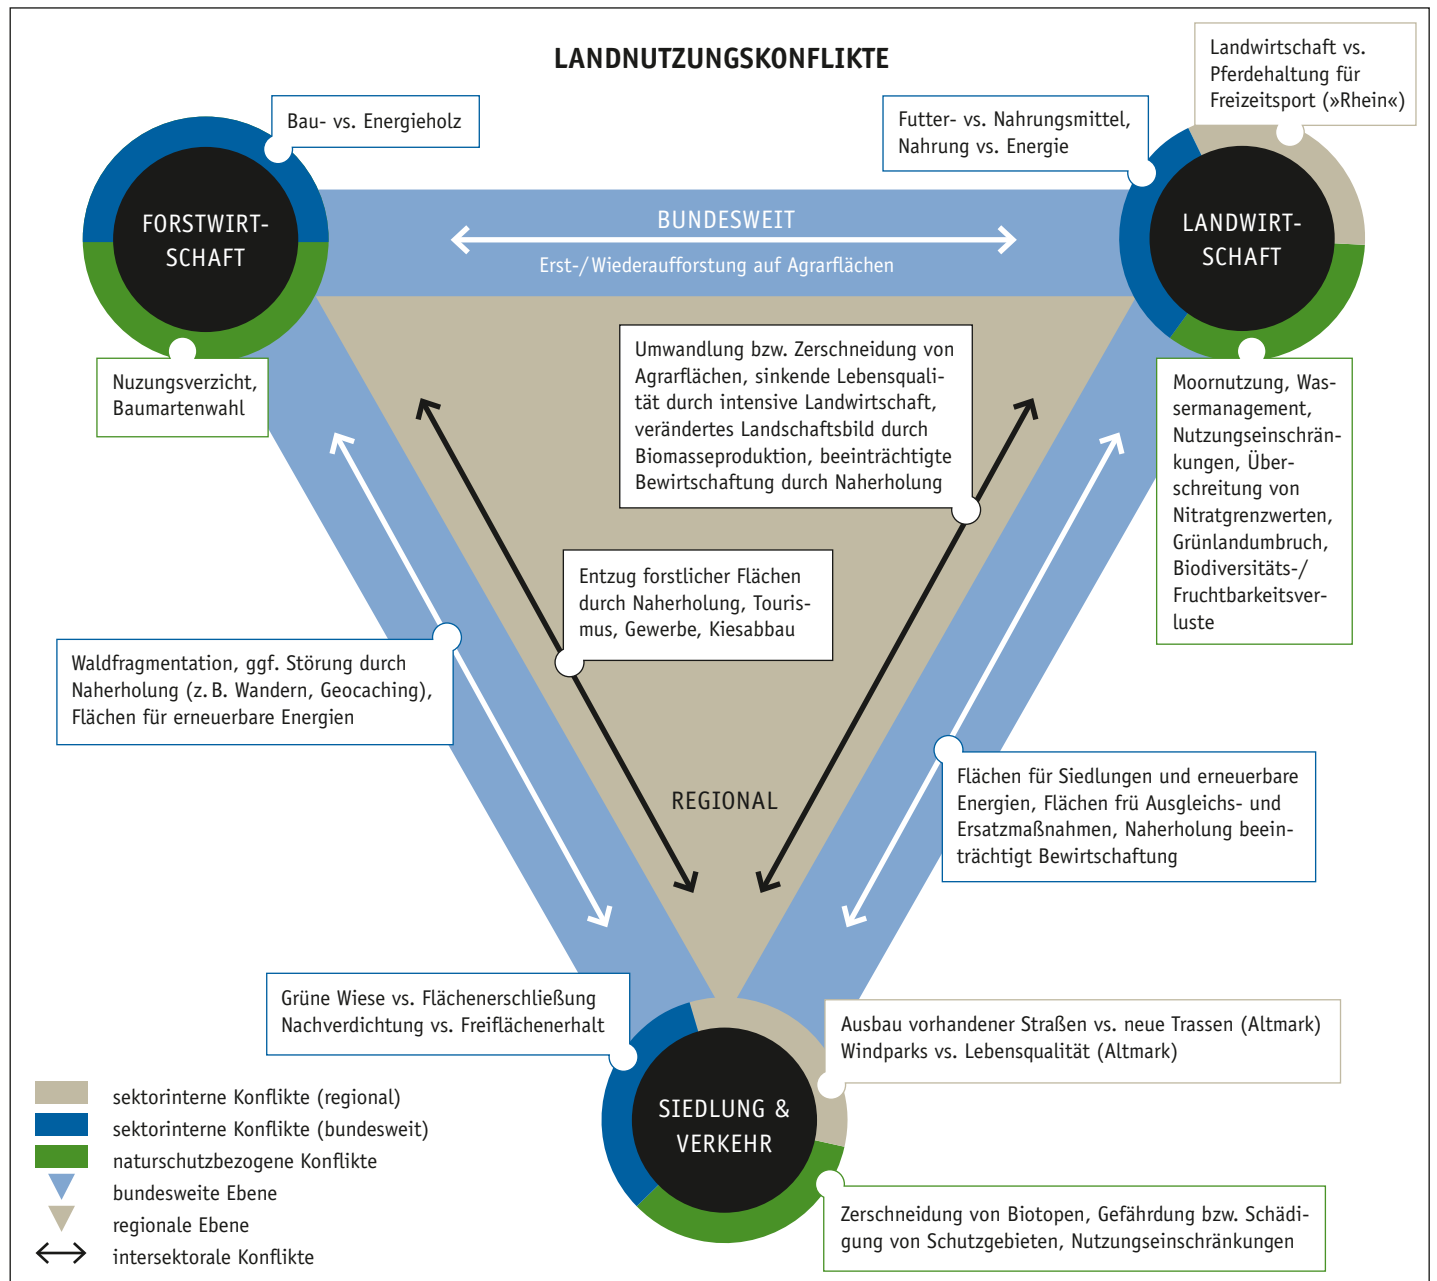 LANDNUTZUNGSKONFLIKTE
Landwirtschaft vs.
Pferdehaltung für
Freizeitsport (»Rhein«)
Bau- vs. Energieholz
Futter- vs. Nahrungsmittel,
Nahrung vs. Energie
FORSTWIRT-
SCHAFT
BUNDESWEIT
Erst-/Wiederaufforstung auf Agrarflächen
LANDWIRT-
SCHAFT
Nuzungsverzicht,
Baumartenwahl
Umwandlung bzw. Zerschneidung von
Agrarflächen, sinkende Lebensquali-
tät durch intensive Landwirtschaft,
verändertes Landschaftsbild durch
Biomasseproduktion, beeinträchtigte
Bewirtschaftung durch Naherholung
Moornutzung, Was-
sermanagement,
Nutzungseinschrän-
kungen, Über-
schreitung von
Nitratgrenzwerten,
Grünlandumbruch,
Biodiversitäts-/
Fruchtbarkeitsver-
luste
Entzug forstlicher Flächen
durch Naherholung, Touris-
mus, Gewerbe, Kiesabbau
Waldfragmentation, ggf. Störung durch
Naherholung (z. B. Wandern, Geocaching),
Flächen für erneuerbare Energien
REGIONAL
Flächen für Siedlungen und erneuerbare
Energien, Flächen frü Ausgleichs- und
Ersatzmaßnahmen, Naherholung beein-
trächtigt Bewirtschaftung
Grüne Wiese vs. Flächenerschließung
Nachverdichtung vs. Freiflächenerhalt
Ausbau vorhandener Straßen vs. neue Trassen (Altmark)
Windparks vs. Lebensqualität (Altmark)
SIEDLUNG &
VERKEHR
Zerschneidung von Biotopen, Gefährdung bzw. Schädi-
gung von Schutzgebieten, Nutzungseinschränkungen
sektorinterne Konflikte (regional)
sektorinterne Konflikte (bundesweit)
naturschutzbezogene Konflikte
bundesweite Ebene
regionale Ebene
intersektorale Konflikte